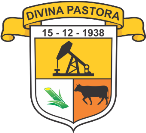 DIVINA PASTORA
15 - 12 - 1938